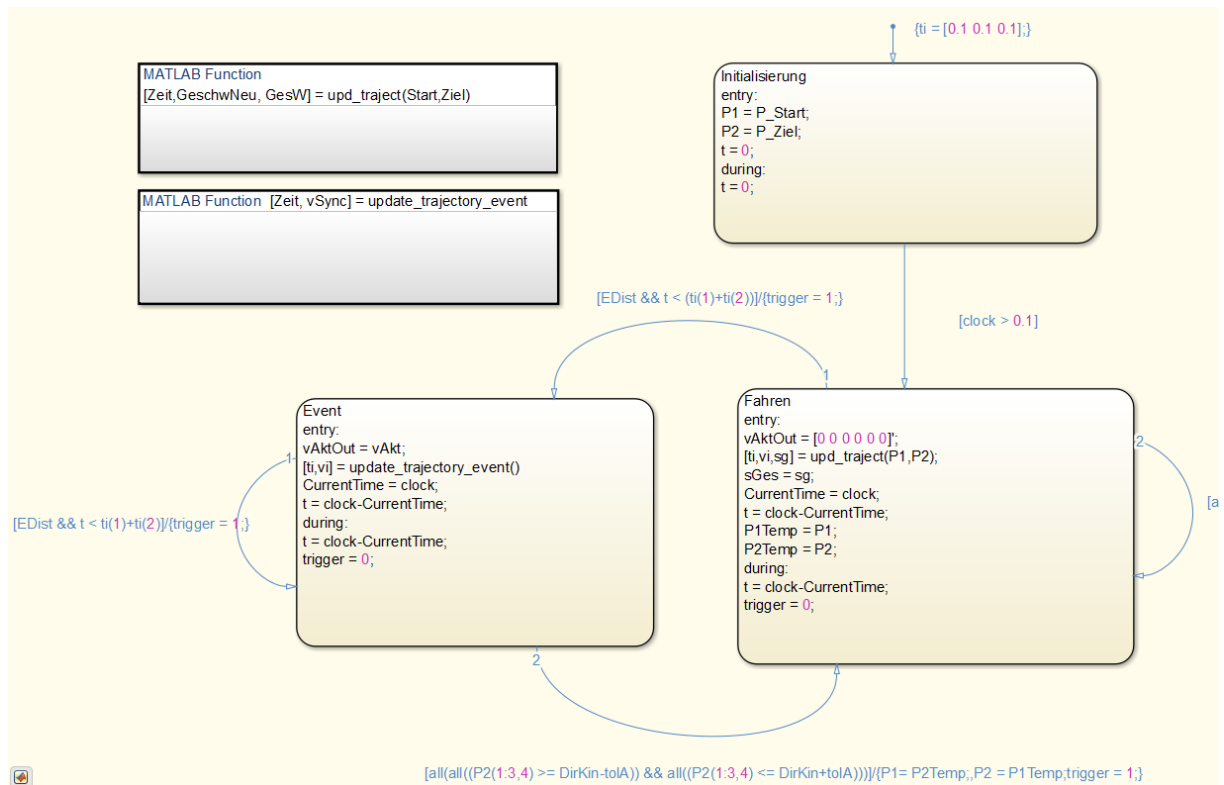 {ti = [0.1 0.1 0.1];}
MATLAB Function
[Zeit,GeschwNeu, GesW] = upd_traject(Start,Ziel)
MATLAB Function [Zeit, vSync] = update_trajectory_event
Initialisierung
entry:
P1 = P_Start;
P2 = P_Ziel;
t = 0;
during:
t = 0;
[EDist && t < (ti(1)+ti(2))]/{trigger = 1;}
[clock > 0.1]
1
Event
entry:
vAktOut = vAkt;
[ti,vi] = update_trajectory_event()
CurrentTime = clock;
t = clock-CurrentTime;
during:
t = clock-CurrentTime;
trigger = 0;
1
[EDist && t < ti(1)+ti(2)]/{trigger = 1;}
2
Fahren
entry:
vAktOut = [0 0 0 0 0 0]';
[ti,vi,sg] = upd_traject(P1,P2);
sGes = sg;
CurrentTime = clock;
t = clock-CurrentTime;
P1Temp = P1;
P2Temp = P2;
during:
t = clock-CurrentTime;
trigger = 0;
2
[a
[all(all((P2(1:3,4) >= DirKin-tolA)) && all((P2(1:3,4) <= DirKin+tolA)))]/{P1= P2Temp;,P2 = P1Temp;trigger = 1;}